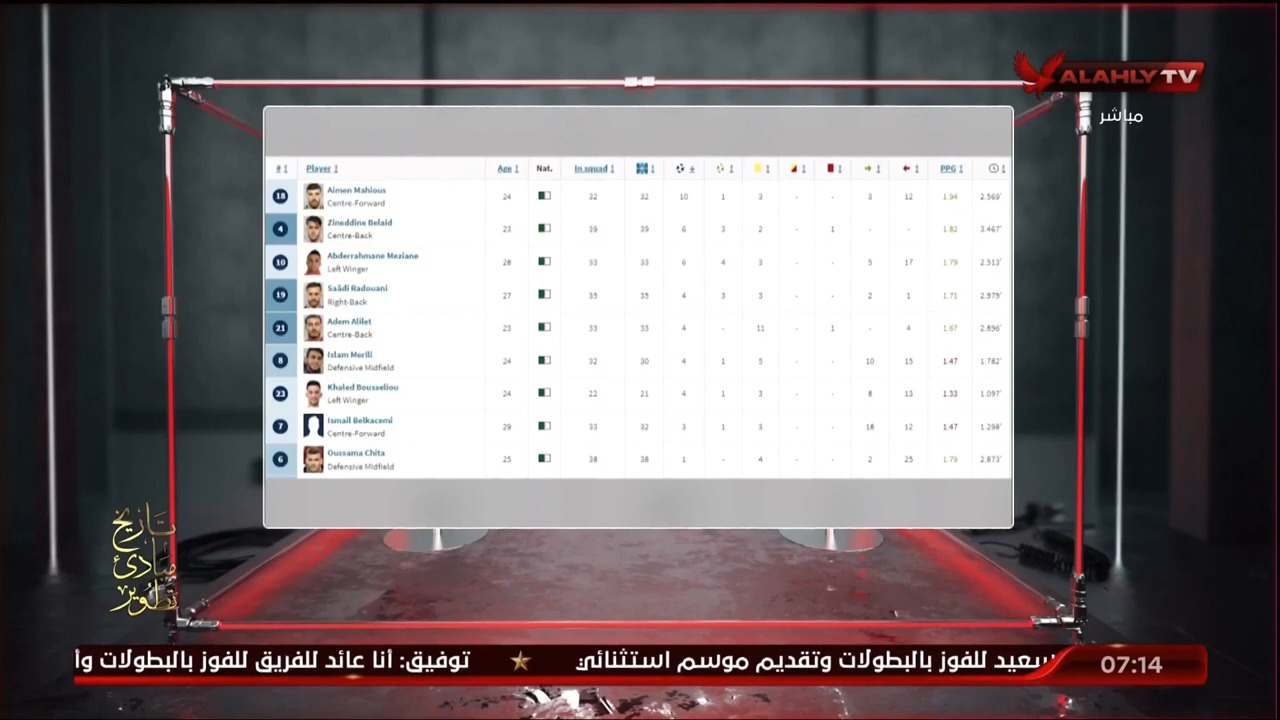 ALAHLY TV
مباشر
# Player Age Nat. In squad PPG
18 Aimen Mahious 24 32 32 10 1 3 - - 3 12 1.94 2.569'
Centre-Forward
4 Zineddine Belaid 23 39 39 6 3 2 - 1 - - 1.82 3.467'
Centre-Back
10 Abderrahmane Meziane 28 33 33 6 4 3 - - 5 17 1.79 2.513'
Left Winger
19 Saâdi Radouani 27 35 35 4 3 3 - - 2 1 1.71 2.979'
Right-Back
21 Adem Alilet 23 33 33 4 - 11 - 1 - 4 1.67 2.896'
Centre-Back
8 Islam Merili 24 32 30 4 1 5 - - 10 15 1.47 1.782'
Defensive Midfield
23 Khaled Bousseliou 24 22 21 4 1 3 - - 8 13 1.33 1.097'
Left Winger
7 Ismail Belkacemi 29 33 32 3 1 3 - - 18 12 1.47 1.298'
Centre-Forward
6 Oussama Chita 25 38 38 1 - 4 - - 2 25 1.79 2.873'
Defensive Midfield
تاريخ
مبادئ
تطوير
سعيد للفوز بالبطولات وتقديم موسم استثنائي ★ توفيق: أنا عائد للفريق للفوز بالبطولات وأ
07:14